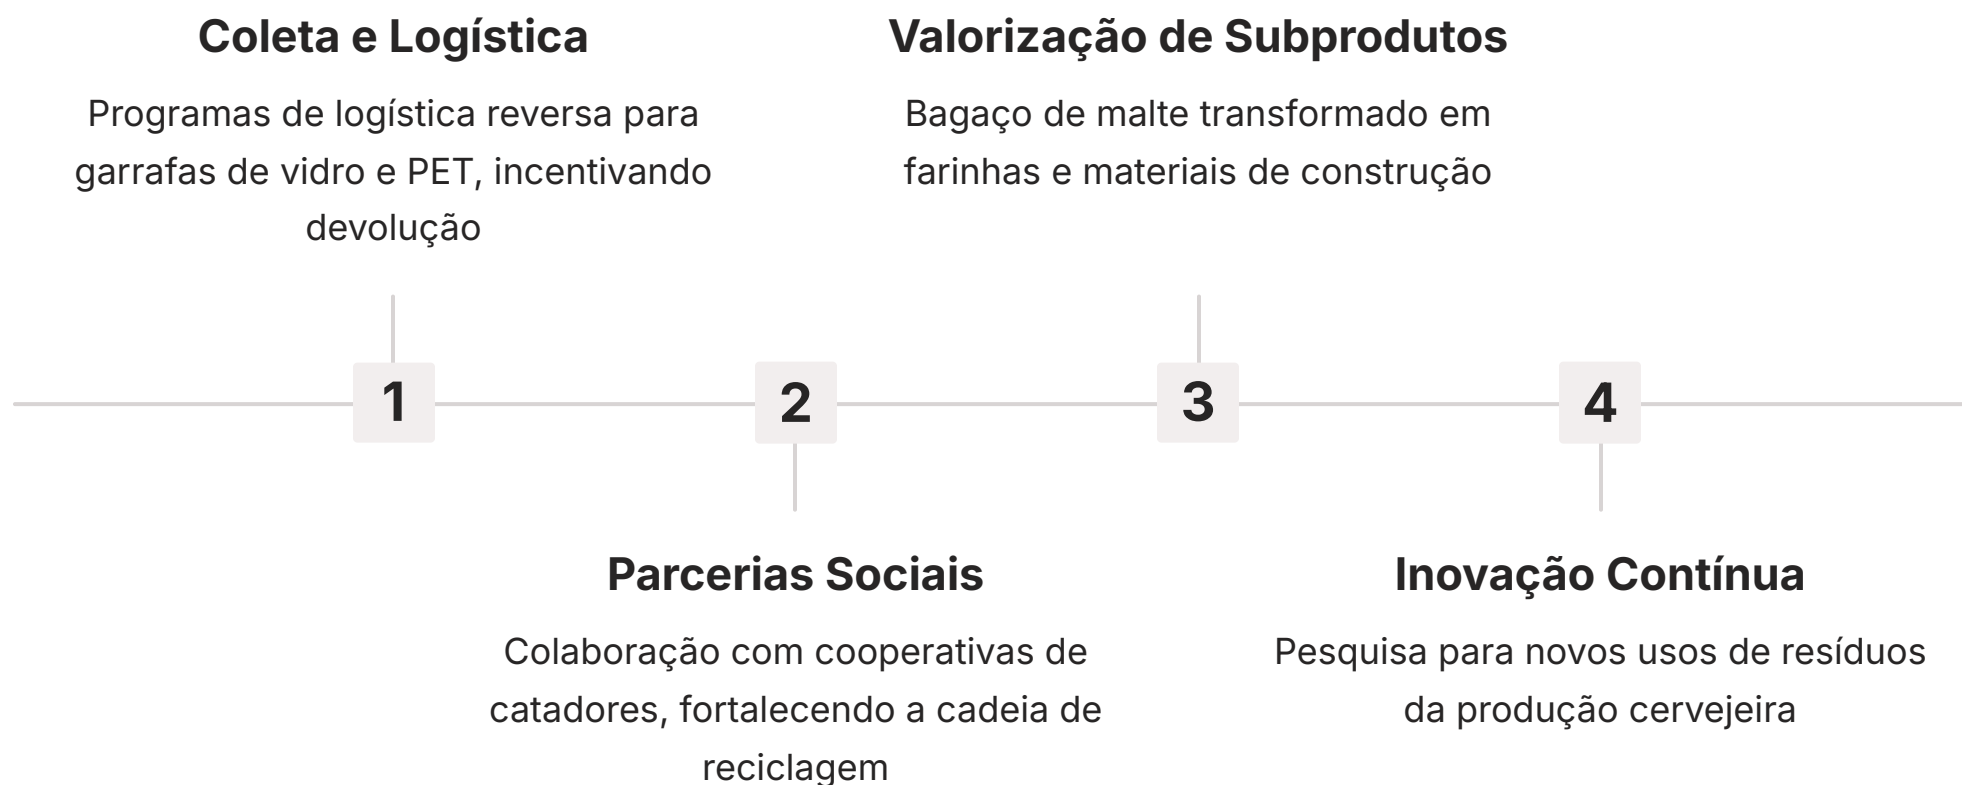 Coleta e Logística
Programas de logística reversa para
garrafas de vidro e PET, incentivando
devolução
Valorização de Subprodutos
Bagaço de malte transformado em
farinhas e materiais de construção
1
2
3
4
Parcerias Sociais
Colaboração com cooperativas de
catadores, fortalecendo a cadeia de
reciclagem
Inovação Contínua
Pesquisa para novos usos de resíduos
da produção cervejeira